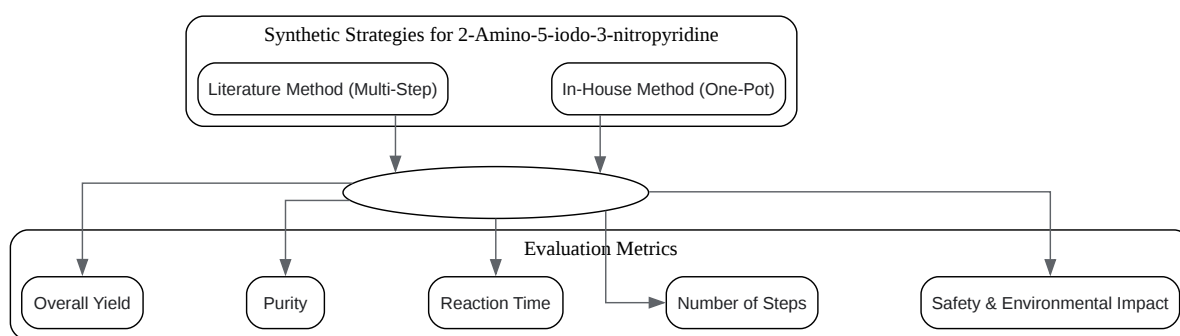 Synthetic Strategies for 2-Amino-5-iodo-3-nitropyridine
Literature Method (Multi-Step)
In-House Method (One-Pot)
Evaluation Metrics
Overall Yield
Purity
Reaction Time
Number of Steps
Safety & Environmental Impact